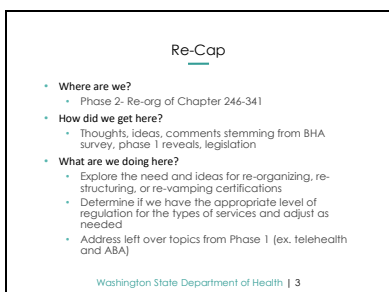 Re-Cap
• Where are we?
• Phase 2- Re-org of Chapter 246-341
• How did we get here?
• Thoughts, ideas, comments stemming from BHA
survey, phase 1 reveals, legislation
• What are we doing here?
• Explore the need and ideas for re-organizing, re-
structuring, or re-vamping certifications
• Determine if we have the appropriate level of
regulation for the types of services and adjust as
needed
• Address left over topics from Phase 1 (ex. telehealth
and ABA)
Washington State Department of Health | 3